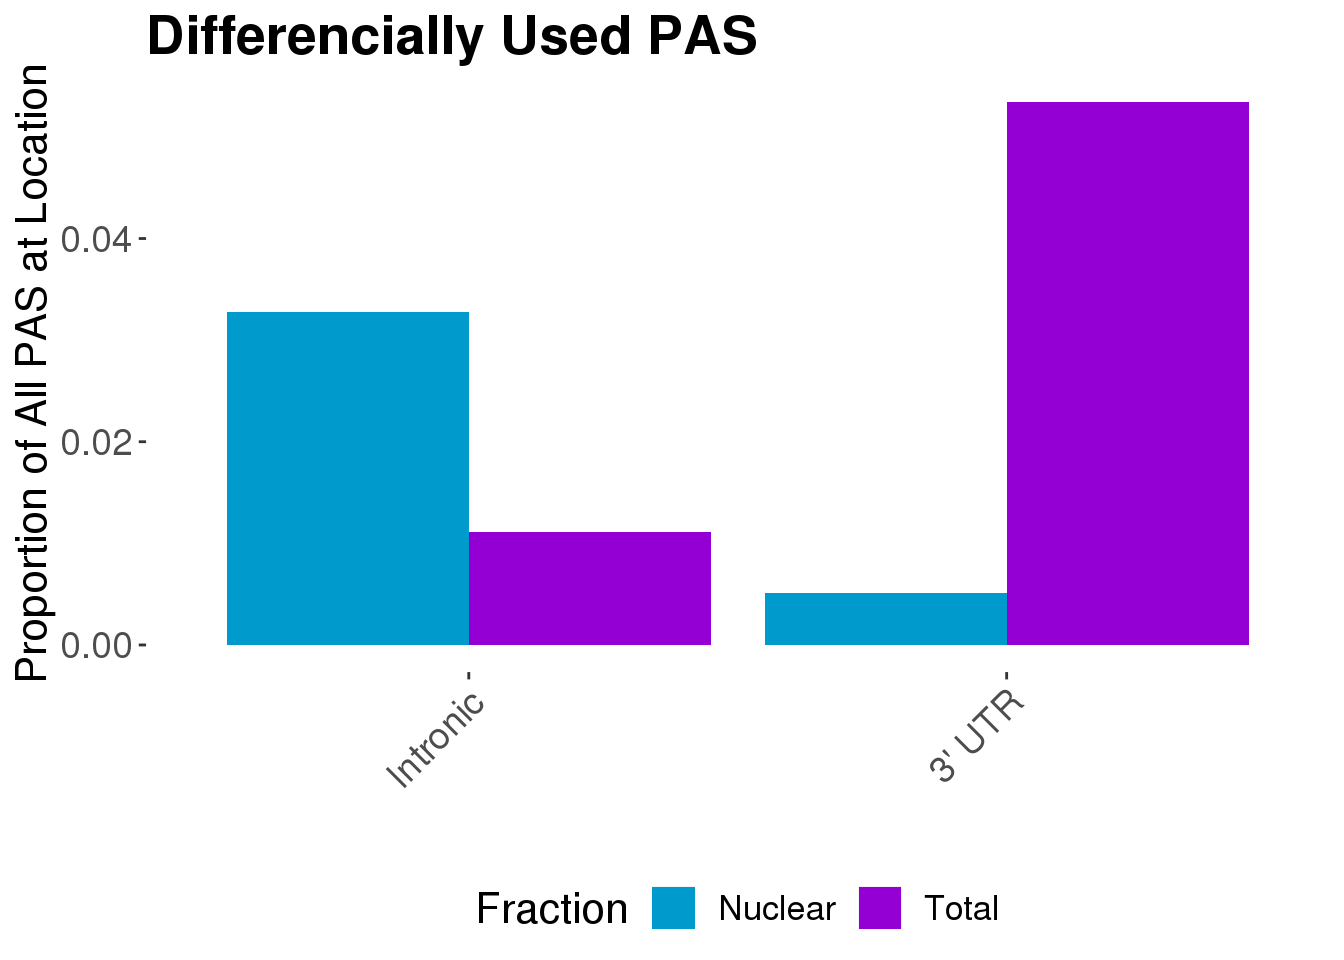 Differencially Used PAS
Proportion of All PAS at Location
0.04
0.02
0.00
Intronic
3' UTR
Fraction
Nuclear
Total